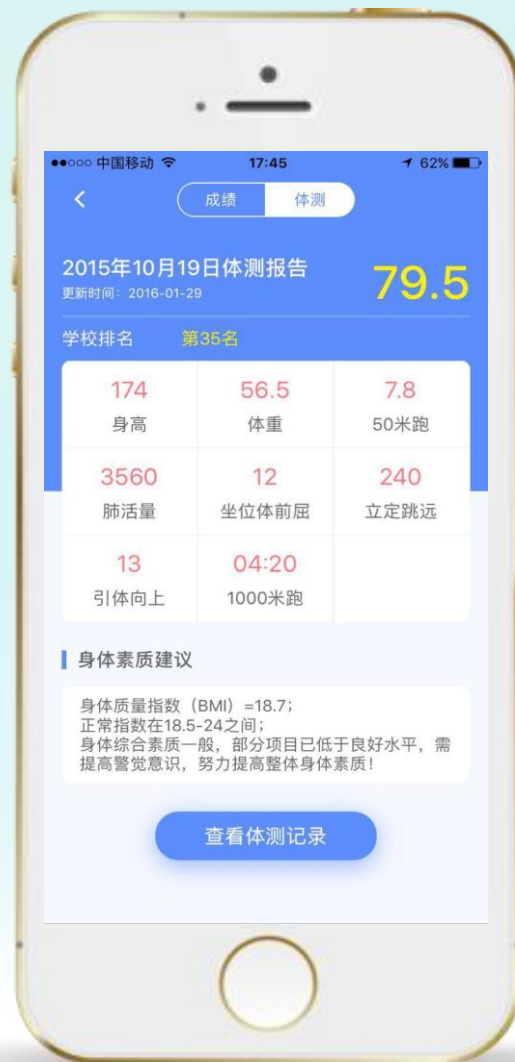 中国移动 17:45 62%
成绩 体测
2015年10月19日体测报告 79.5
更新时间：2016-01-29
学校排名 第35名
174 56.5 7.8
身高 体重 50米跑
3560 12 240
肺活量 坐位体前屈 立定跳远
13 04:20
引体向上 1000米跑
身体素质建议
身体质量指数（BMI）=18.7；
正常指数在18.5-24之间；
身体综合素质一般，部分项目已低于良好水平，需
提高警觉意识，努力提高整体身体素质！
查看体测记录